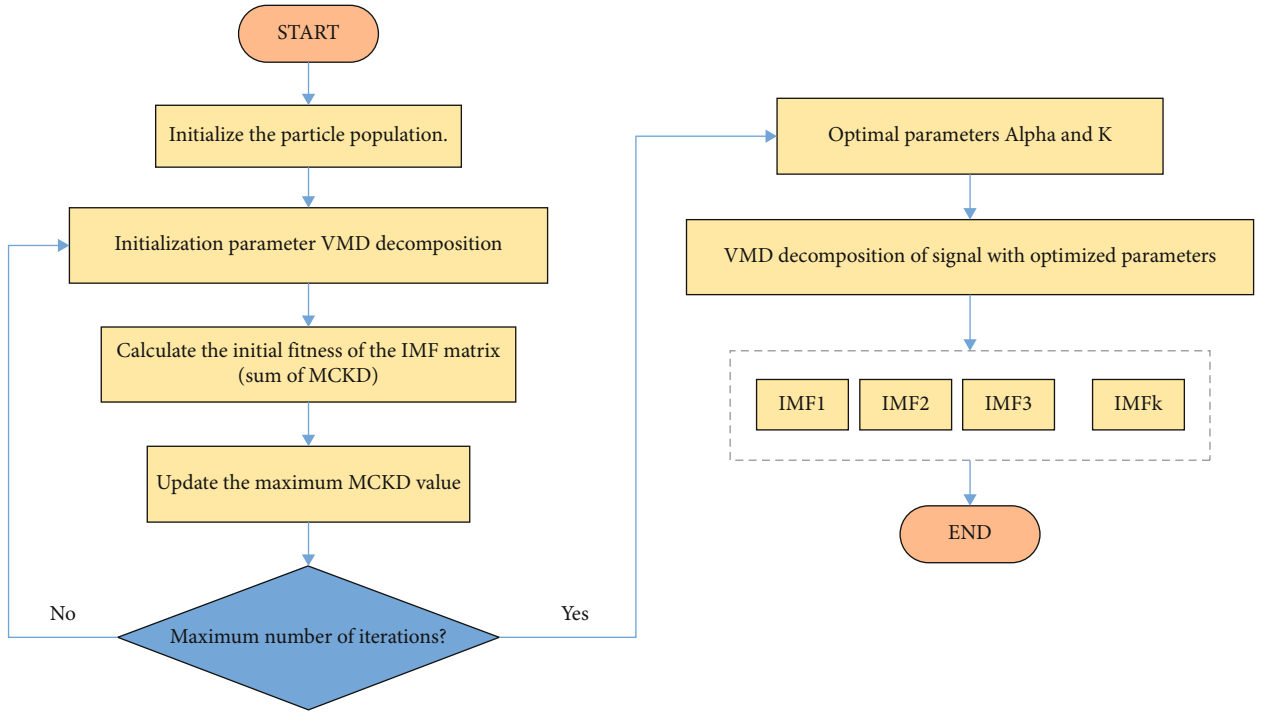 START
Initialize the particle population.
Initialization parameter VMD decomposition
Calculate the initial fitness of the IMF matrix
(sum of MCKD)
Update the maximum MCKD value
Maximum number of iterations?
No
Yes
Optimal parameters Alpha and K
VMD decomposition of signal with optimized parameters
IMF1
IMF2
IMF3
IMFk
END